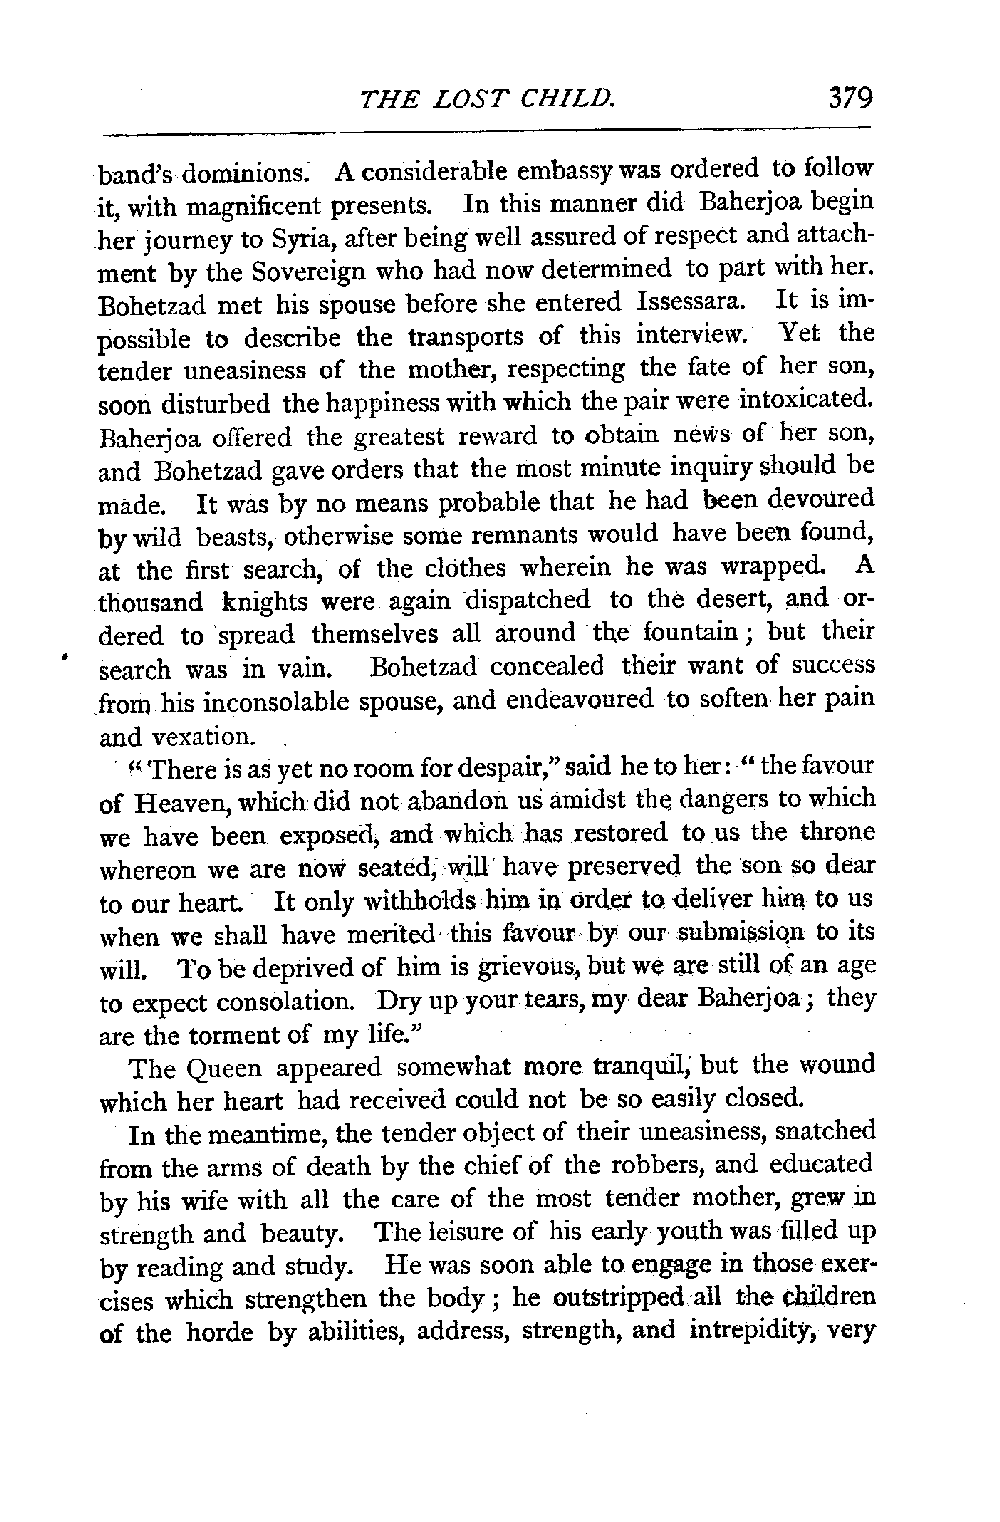 THE LOST CHILD. 379
band's dominions. A considerable embassy was ordered to follow
it, with magnificent presents. In this manner did Baherjoa begin
her journey to Syria, after being well assured of respect and attach-
ment by the Sovereign who had now determined to part with her.
Bohetzad met his spouse before she entered Issessara. It is im-
possible to describe the transports of this interview. Yet the
tender uneasiness of the mother, respecting the fate of her son,
soon disturbed the happiness with which the pair were intoxicated.
Baherjoa offered the greatest reward to obtain news of her son,
and Bohetzad gave orders that the most minute inquiry should be
made. It was by no means probable that he had been devoured
by wild beasts, otherwise some remnants would have been found,
at the first search, of the clothes wherein he was wrapped. A
thousand knights were again dispatched to the desert, and or-
dered to spread themselves all around the fountain; but their
search was in vain. Bohetzad concealed their want of success
from his inconsolable spouse, and endeavoured to soften her pain
and vexation.
"There is as yet no room for despair," said he to her: "the favour
of Heaven, which did not abandon us amidst the dangers to which
we have been exposed, and which has restored to us the throne
whereon we are now seated, will have preserved the son so dear
to our heart. It only withholds him in order to deliver him to us
when we shall have merited this favour by our submission to its
will. To be deprived of him is grievous, but we are still of an age
to expect consolation. Dry up your tears, my dear Baherjoa; they
are the torment of my life."
The Queen appeared somewhat more tranquil, but the wound
which her heart had received could not be so easily closed.
In the meantime, the tender object of their uneasiness, snatched
from the arms of death by the chief of the robbers, and educated
by his wife with all the care of the most tender mother, grew in
strength and beauty. The leisure of his early youth was filled up
by reading and study. He was soon able to engage in those exer-
cises which strengthen the body; he outstripped all the children
of the horde by abilities, address, strength, and intrepidity, very